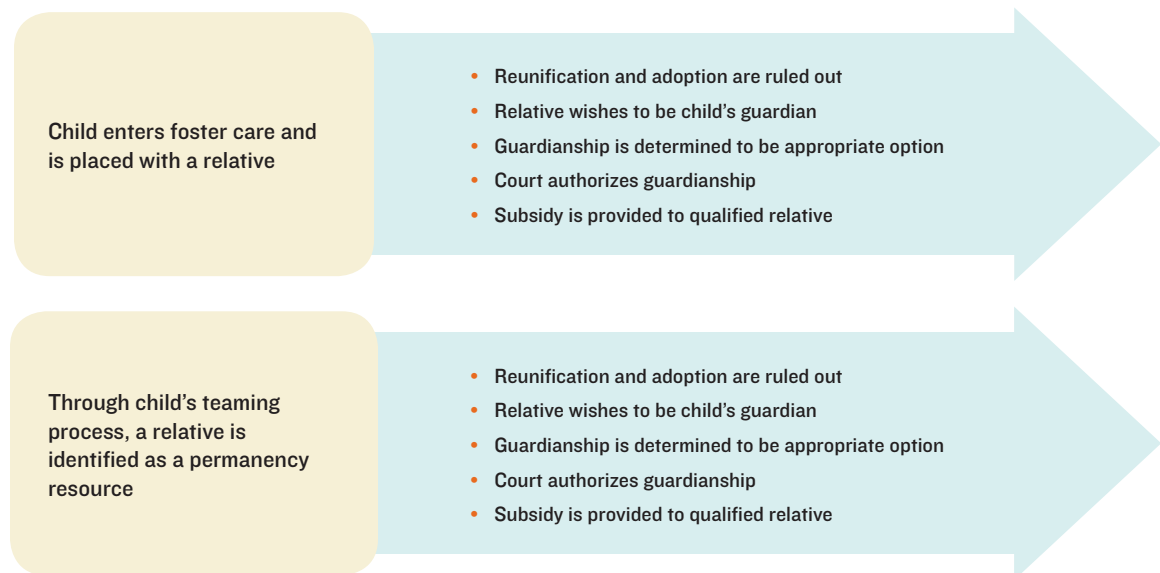 Child enters foster care and
is placed with a relative
• Reunification and adoption are ruled out
• Relative wishes to be child’s guardian
• Guardianship is determined to be appropriate option
• Court authorizes guardianship
• Subsidy is provided to qualified relative
Through child’s teaming
process, a relative is
identified as a permanency
resource
• Reunification and adoption are ruled out
• Relative wishes to be child’s guardian
• Guardianship is determined to be appropriate option
• Court authorizes guardianship
• Subsidy is provided to qualified relative